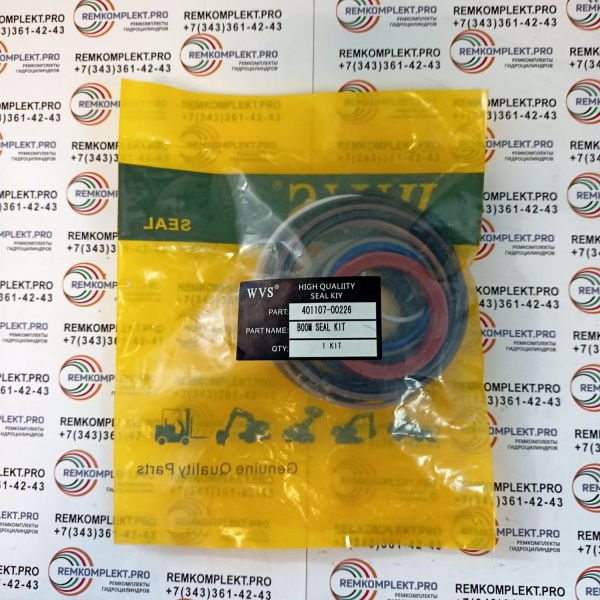 REMKOMPLEKT.PRO
РЕМКОМПЛЕКТЫ
ГИДРОЦИЛИНДРОВ
+7(343)361-42-43
SEAL
WVS®
HIGH QUALIITY
SEAL KIY
PART:
401107-00226
PART NAME:
BOOM SEAL KIT
QTY:
1 KIT
Genuine Quality Parts